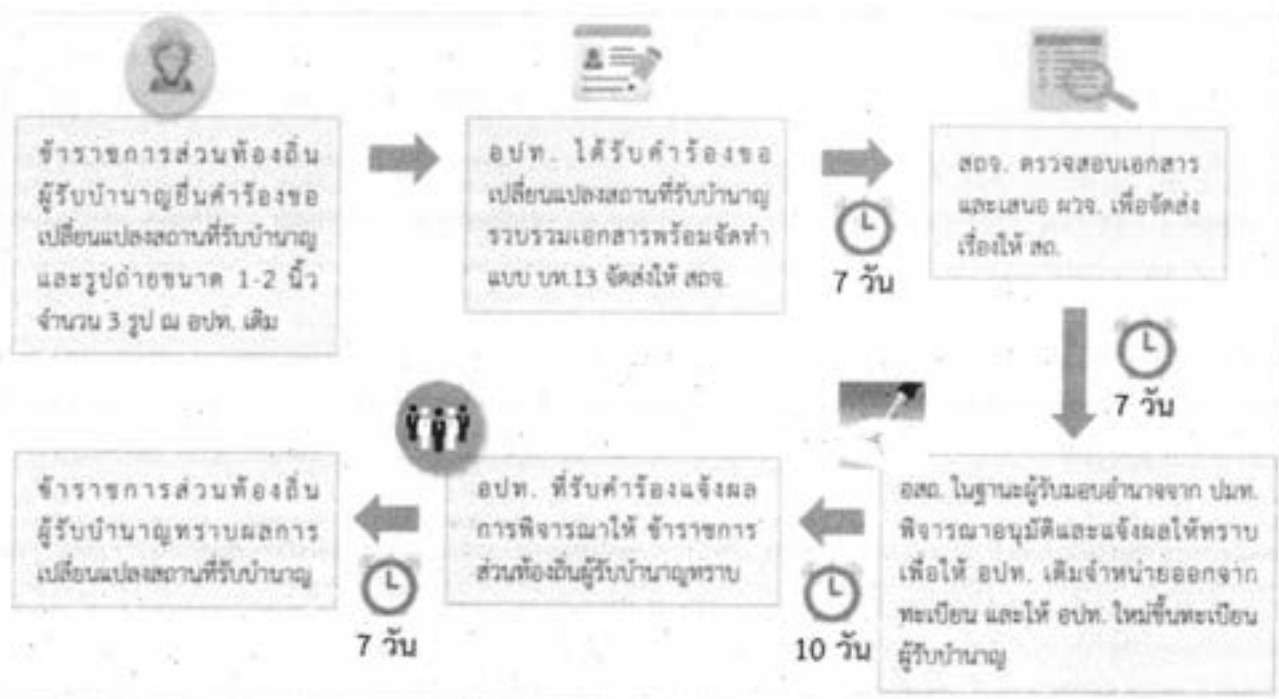 ข้าราชการส่วนท้องถิ่น
ผู้รับบำนาญยื่นคำร้องขอ
เปลี่ยนแปลงสถานที่รับบำนาญ
และรูปถ่ายขนาด 1-2 นิ้ว
จำนวน 3 รูป ณ อปท. เดิม
อปท. ได้รับคำร้องขอ
เปลี่ยนแปลงสถานที่รับบำนาญ
รวบรวมเอกสารพร้อมจัดทำ
แบบ บท.13 จัดส่งให้ สถจ.
7 วัน
สถจ. ตรวจสอบเอกสาร
และเสนอ ผวจ. เพื่อจัดส่ง
เรื่องให้ สถ.
7 วัน
อสถ. ในฐานะผู้รับมอบอำนาจจาก ปมท.
พิจารณาอนุมัติและแจ้งผลให้ทราบ
เพื่อให้ อปท. เดิมจำหน่ายออกจาก
ทะเบียน และให้ อปท. ใหม่ขึ้นทะเบียน
ผู้รับบำนาญ
10 วัน
อปท. ที่รับคำร้องแจ้งผล
การพิจารณาให้ ข้าราชการ
ส่วนท้องถิ่นผู้รับบำนาญทราบ
7 วัน
ข้าราชการส่วนท้องถิ่น
ผู้รับบำนาญทราบผลการ
เปลี่ยนแปลงสถานที่รับบำนาญ